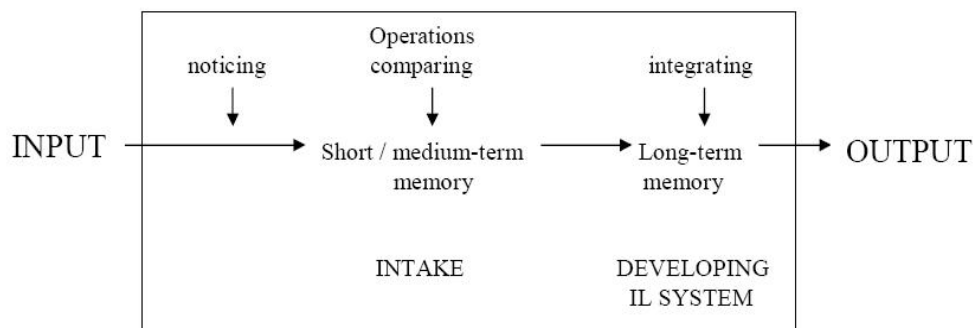 Operations
noticing
comparing
integrating
INPUT
Short / medium-term
memory
Long-term
memory
OUTPUT
INTAKE
DEVELOPING
IL SYSTEM